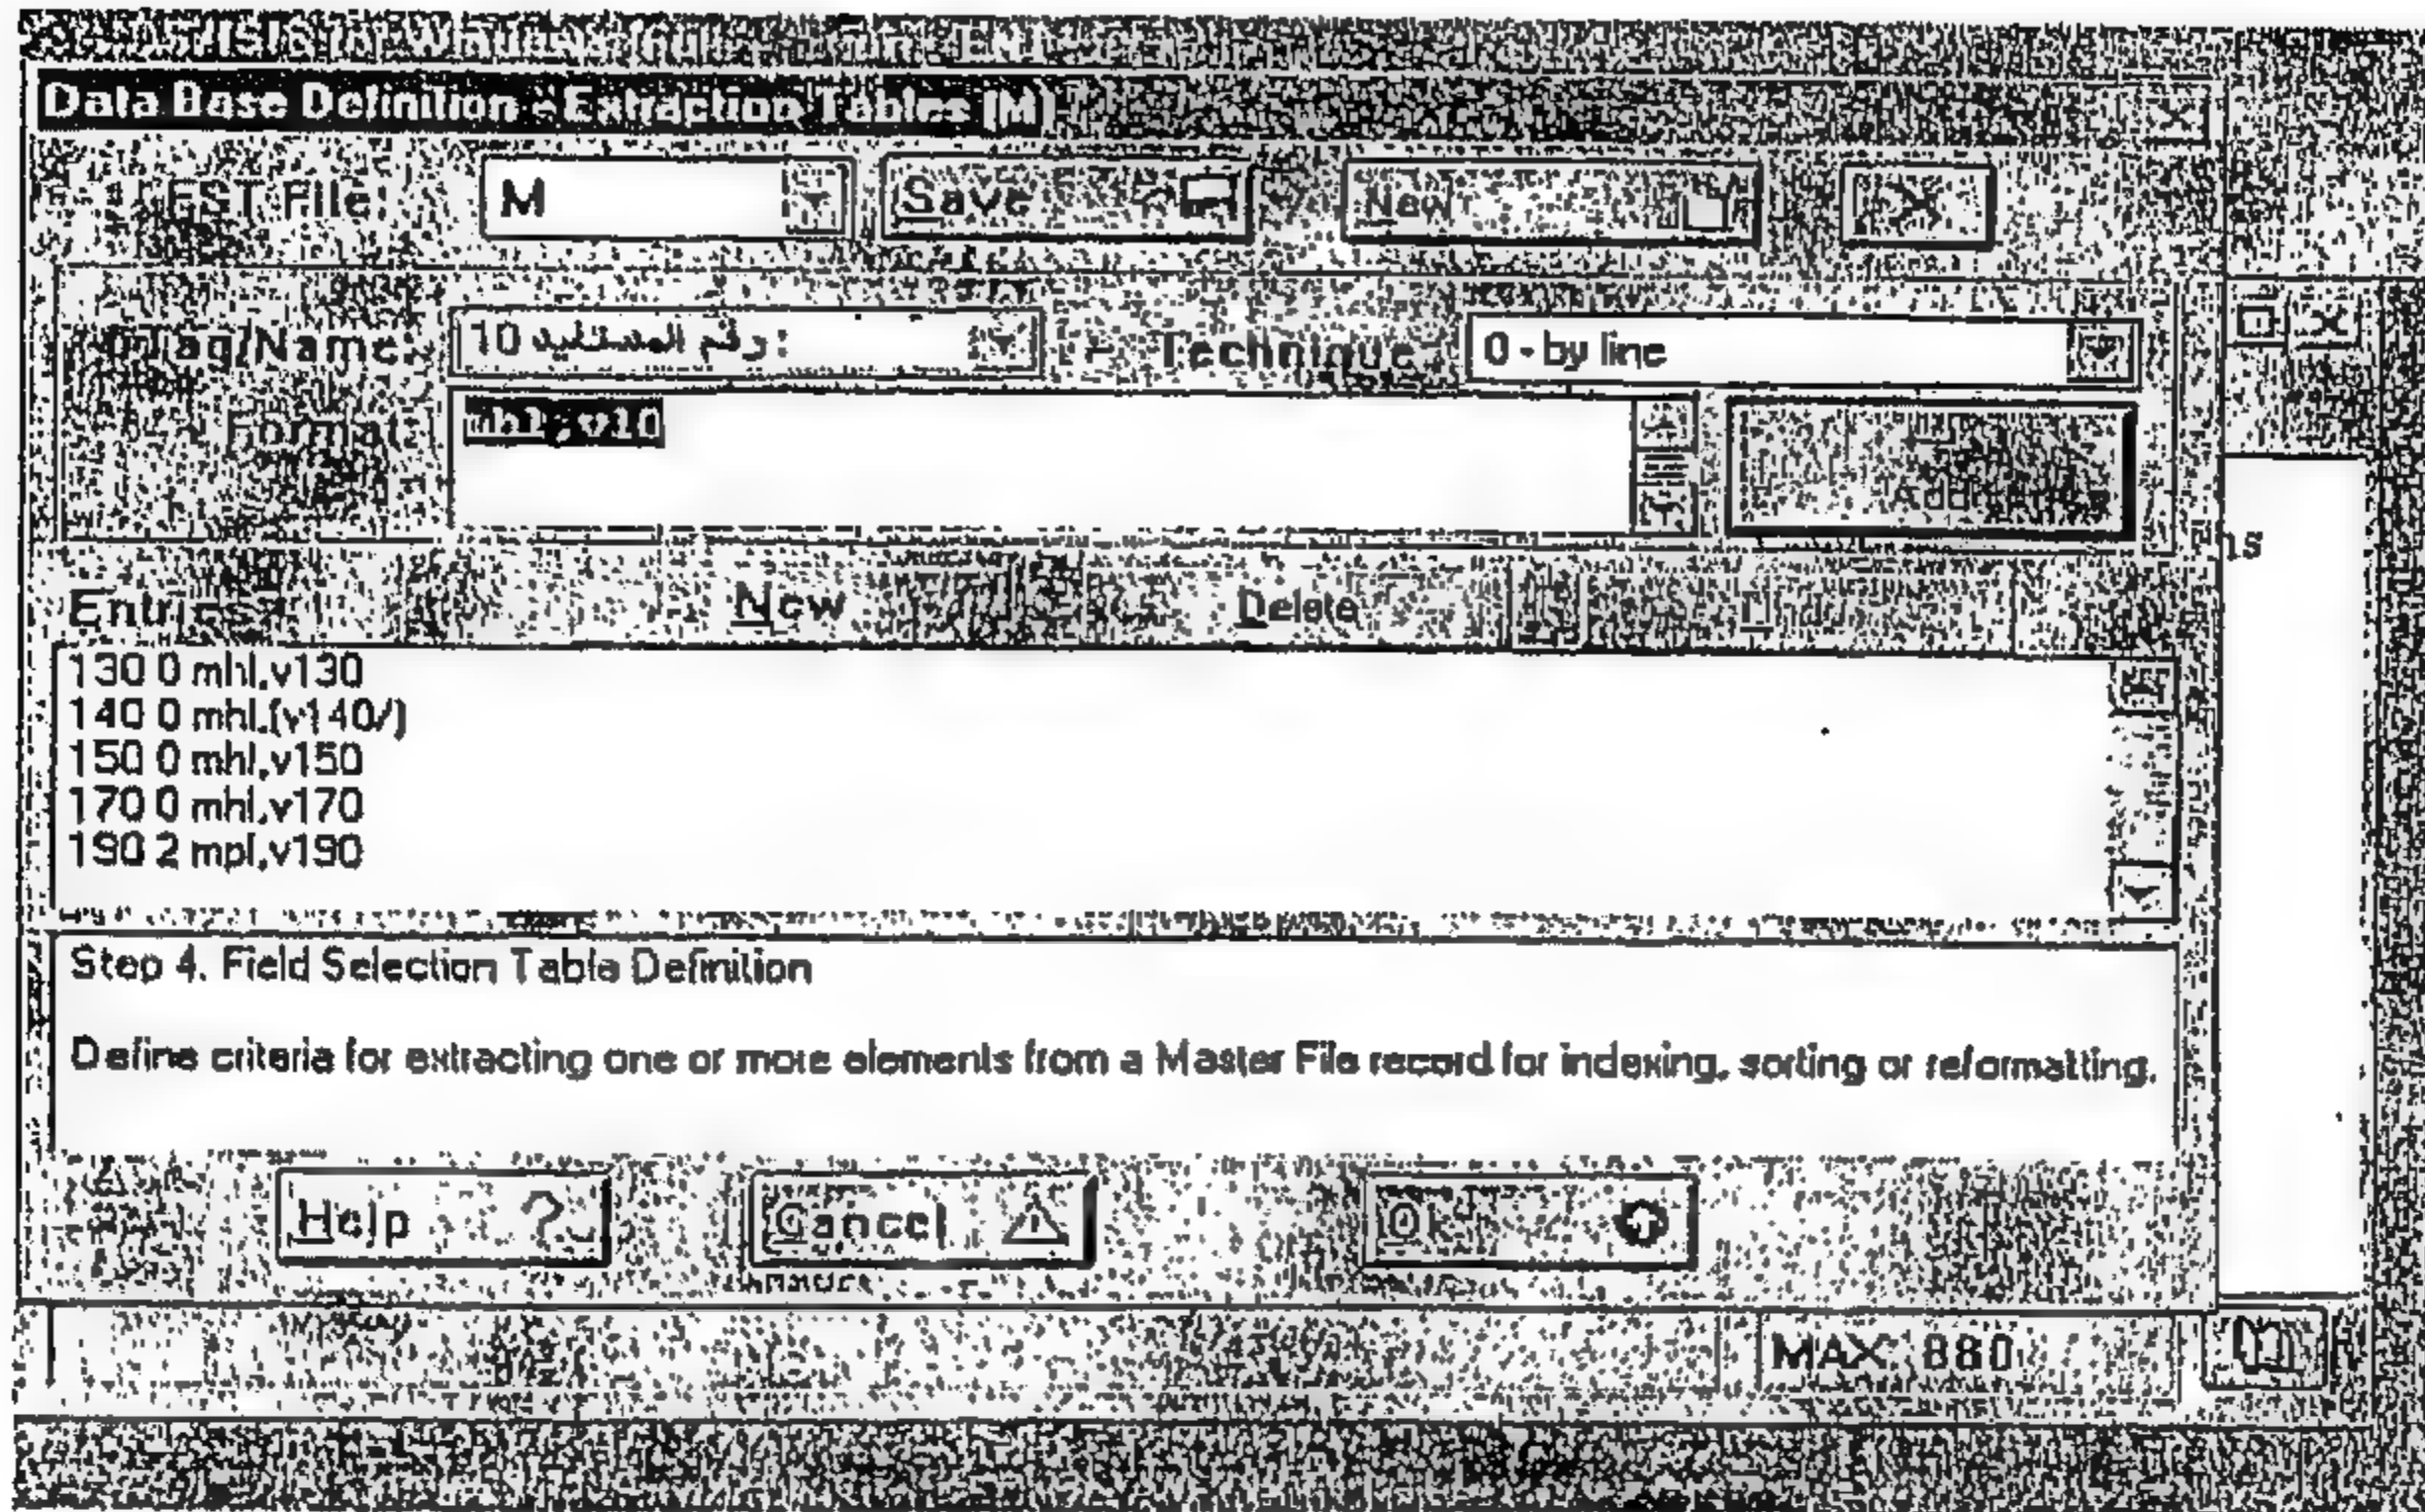 Data Base Definition - Extraction Tables (M)
FST File: M Save New
Tag/Name: 10 رقم المستفيد: Technique 0 - by line
Format:
Add
Entries New Delete
130 0 mhl,v130
140 0 mhl,(v140/)
150 0 mhl,v150
170 0 mhl,v170
190 2 mpl,v190
Step 4. Field Selection Table Definition
Define criteria for extracting one or more elements from a Master File record for indexing, sorting or reformatting.
Help Cancel Ok
MAX: 880